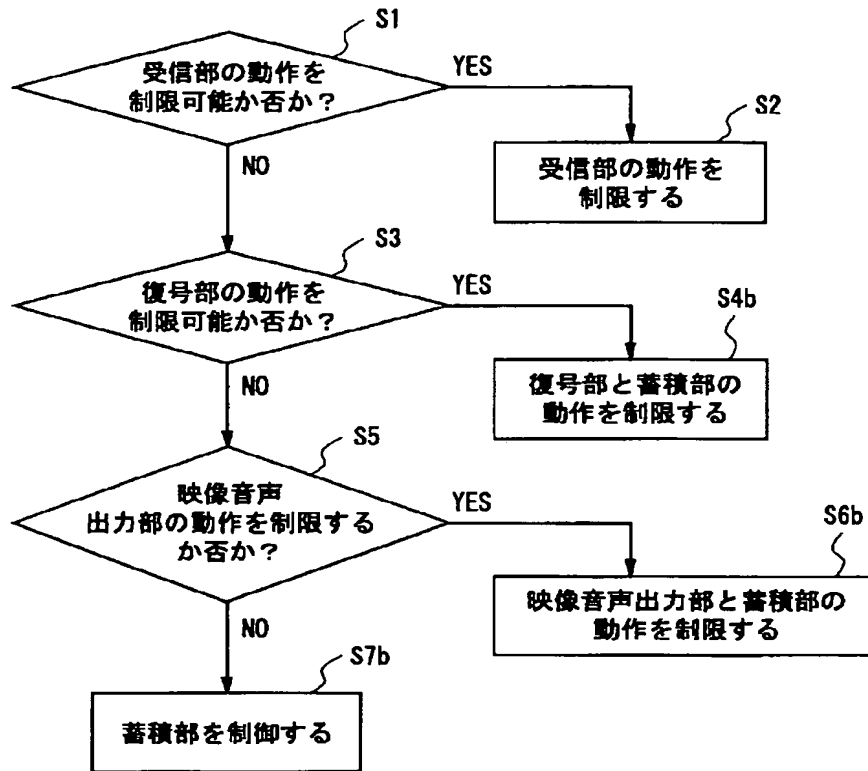 S1
受信部の動作を
制限可能か否か？
YES
S2
受信部の動作を
制限する
NO
S3
復号部の動作を
制限可能か否か？
YES
S4b
復号部と蓄積部の
動作を制限する
NO
S5
映像音声
出力部の動作を制限する
か否か？
YES
S6b
映像音声出力部と蓄積部の
動作を制限する
NO
S7b
蓄積部を制御する